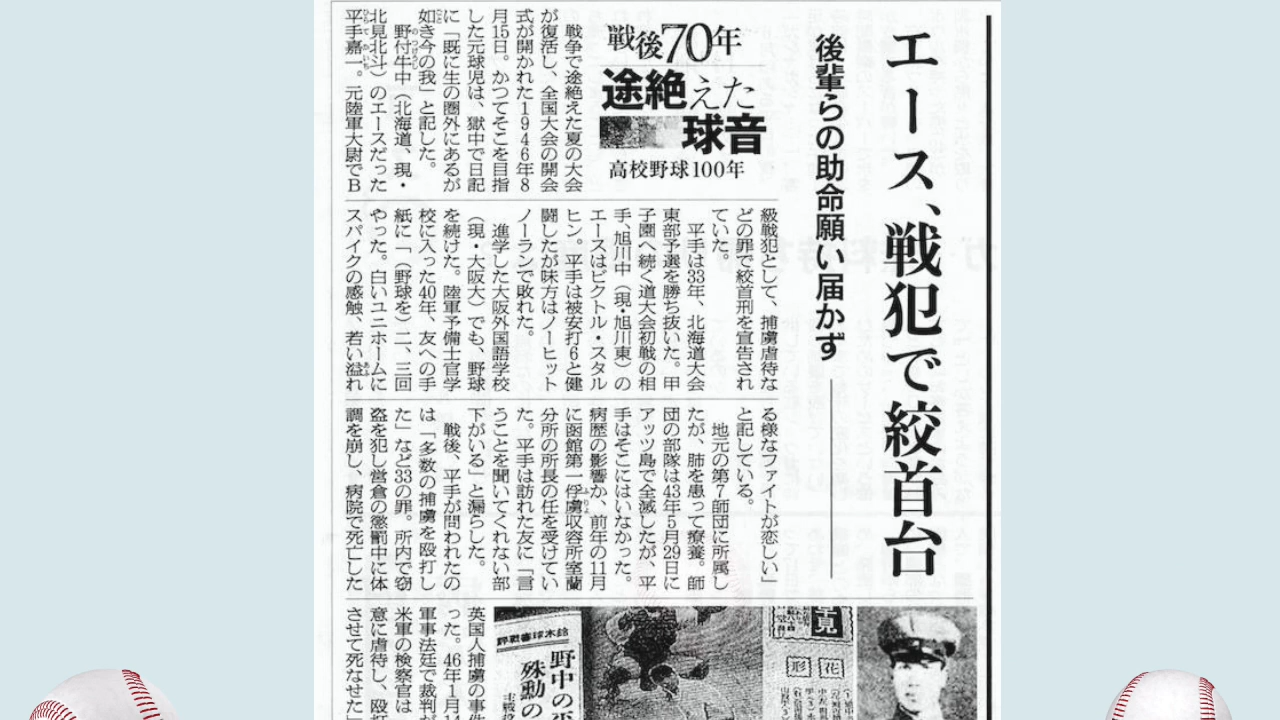 エース、戦犯で絞首台
後輩らの助命願い届かず
戦後70年
途絶えた
球音
高校野球100年
戦争で途絶えた夏の大会
が復活し、全国大会の開会
式が開かれた1946年8
月15日。かつてそこを目指
した元球児は、獄中で日記
に「既に生の圏外にあるが
如き今の我」と記した。
野付牛中（北海道、現・
北見北斗）のエースだった
平手嘉一。元陸軍大尉でB
級戦犯として、捕虜虐待な
どの罪で絞首刑を宣告され
ていた。
平手は33年、北海道大会
東部予選を勝ち抜いた。甲
子園へ続く道大会初戦の相
手、旭川中（現・旭川東）の
エースはビクトル・スタル
ヒン。平手は被安打6と健
闘したが味方はノーヒット
ノーランで敗れた。
進学した大阪外国語学校
（現・大阪大）でも、野球
を続けた。陸軍予備士官学
校に入った40年、友への手
紙に「（野球を）二、三回
やった。白いユニホームに
スパイクの感触、若い溢れ
る様なファイトが恋しい」
と記している。
地元の第7師団に所属し
たが、肺を患って療養。師
団の部隊は43年5月29日に
アッツ島で全滅したが、平
手はそこにはいなかった。
病歴の影響か、前年の11月
に函館第一俘虜収容所室蘭
分所の所長の任を受けてい
た。平手は訪れた友に「言
うことを聞いてくれない部
下がいる」と漏らした。
戦後、平手が問われたの
は「多数の捕虜を殴打し
た」など33の罪。所内で窃
盗を犯し営倉の懲罰中に体
調を崩し、病院で死亡した
英国人捕虜の事件
った。46年1月14
軍事法廷で裁判が
米軍の検察官は
意に虐待し、殴打
させて死なせた」
花
形
野中の
殊勲の